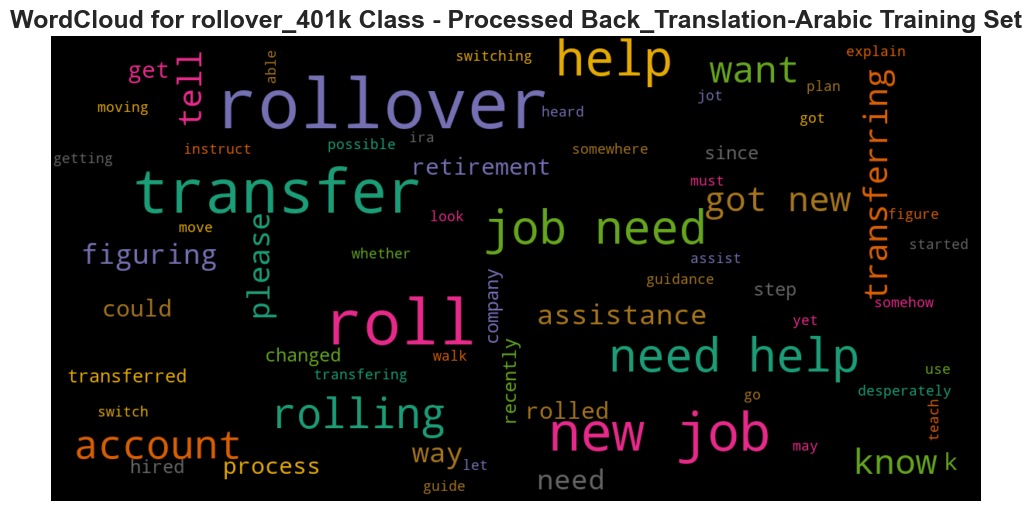 WordCloud for rollover_401k Class - Processed Back_Translation-Arabic Training Set
switching
help
explain
get
able
tell
want
plan
moving
rollover
heard
jot
got
transferring
instruct
possible
ira
somewhere
since
getting
retirement
transfer
must
got new
look
job need
figure
move
please
figuring
whether
assist
started
company
guidance
step
could
roll
assistance
somehow
yet
changed
walk
recently
need help
transferred
transfering
use
desperately
go
switch
rolling
rolled
teach
account
new job
may
hired
process
way
let
know k
guide
need